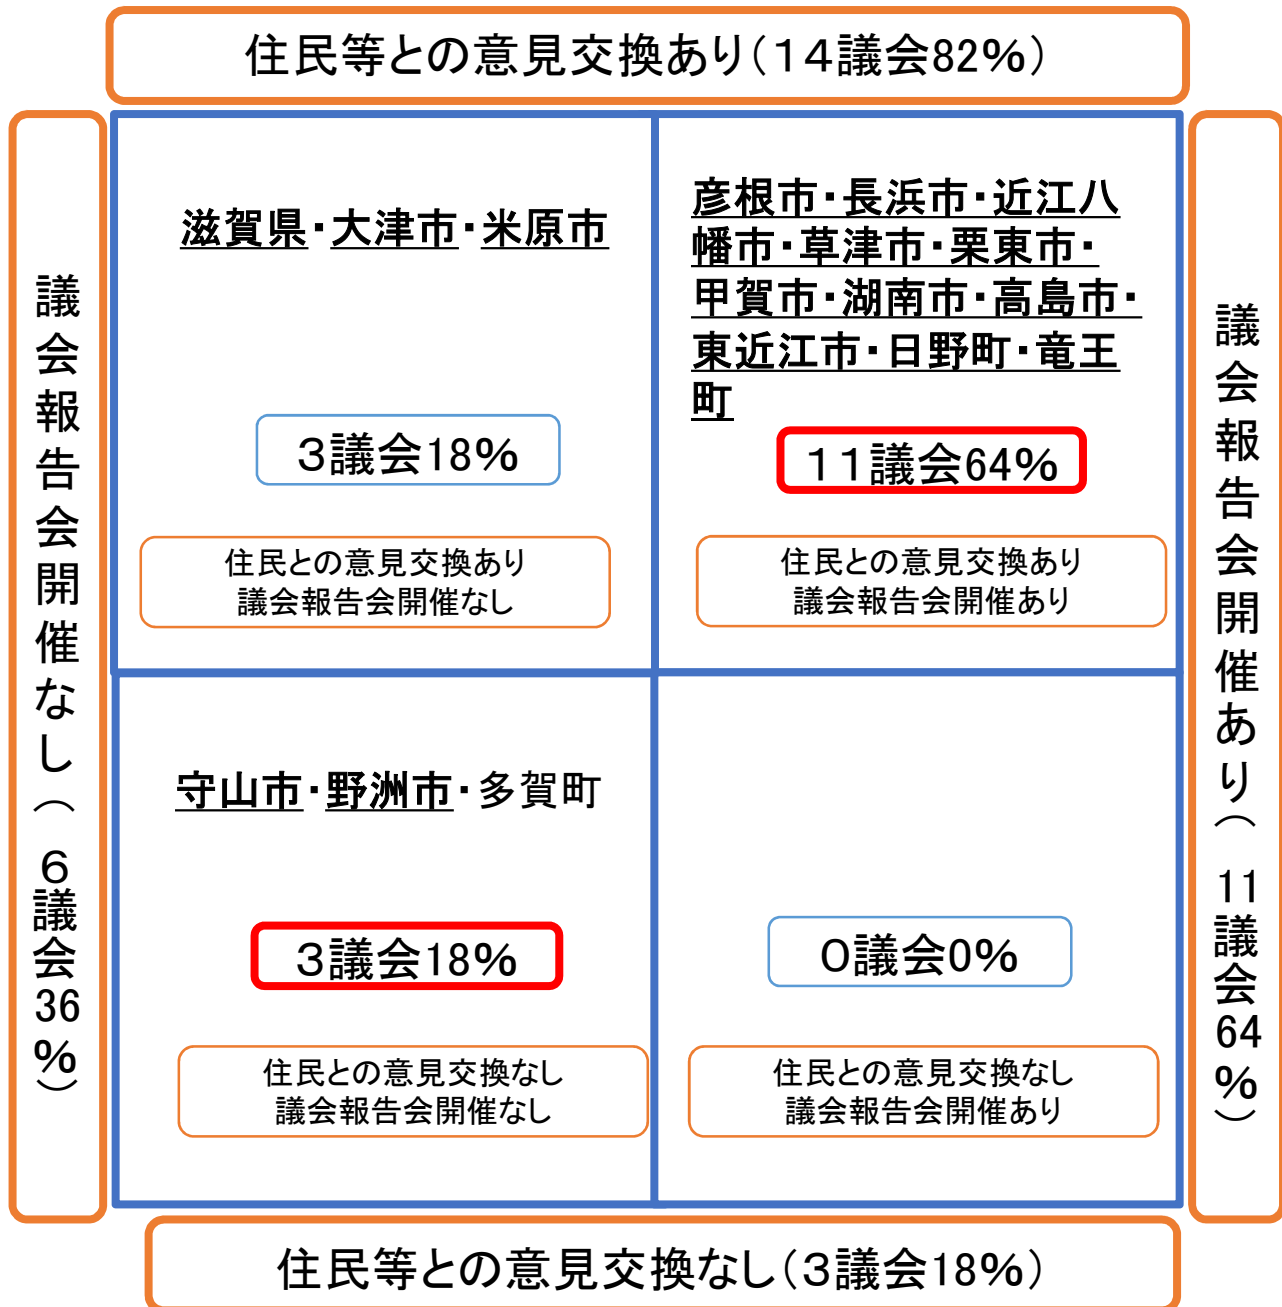 住民等との意見交換あり（１４議会82％）
議会報告会開催なし（６議会36％）
滋賀県・大津市・米原市
３議会18％
住民との意見交換あり
議会報告会開催なし
彦根市・長浜市・近江八
幡市・草津市・栗東市・
甲賀市・湖南市・高島市・
東近江市・日野町・竜王
町
１１議会64％
住民との意見交換あり
議会報告会開催あり
議会報告会開催あり（11議会64％）
守山市・野洲市・多賀町
３議会18％
住民との意見交換なし
議会報告会開催なし
０議会0％
住民との意見交換なし
議会報告会開催あり
住民等との意見交換なし（３議会18％）